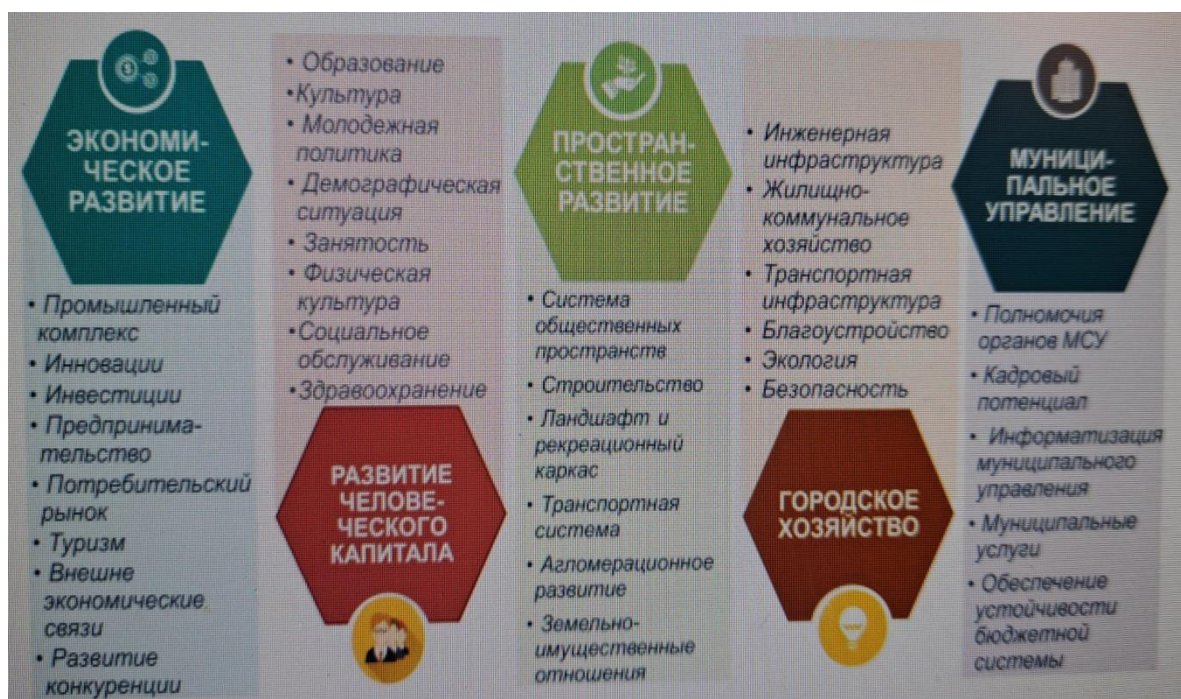 ЭКОНОМИ-
ЧЕСКОЕ
РАЗВИТИЕ
• Промышленный
комплекс
• Инновации
• Инвестиции
• Предпринима-
тельство
• Потребительский
рынок
• Туризм
• Внешне
экономические
связи
• Развитие
конкуренции
• Образование
•Культура
• Молодежная
политика
• Демографическая
ситуация
• Занятость
• Физическая
культура
•Социальное
обслуживание
•Здравоохранение
РАЗВИТИЕ
ЧЕЛОВЕ-
ЧЕСКОГО
КАПИТАЛА
ПРОСТРАН-
СТВЕННОЕ
РАЗВИТИЕ
• Система
общественных
пространств
• Строительство
• Ландшафт и
рекреационный
каркас
• Транспортная
система
• Агломерационное
развитие
• Земельно-
имущественные
отношения
• Инженерная
инфраструктура
• Жилищно-
коммунальное
хозяйство
• Транспортная
инфраструктура
• Благоустройство
• Экология
• Безопасность
ГОРОДСКОЕ
ХОЗЯЙСТВО
МУНИЦИ-
ПАЛЬНОЕ
УПРАВЛЕНИЕ
• Полномочия
органов МСУ
• Кадровый
потенциал
• Информатизация
муниципального
управления
• Муниципальные
услуги
• Обеспечение
устойчивости
бюджетной
системы